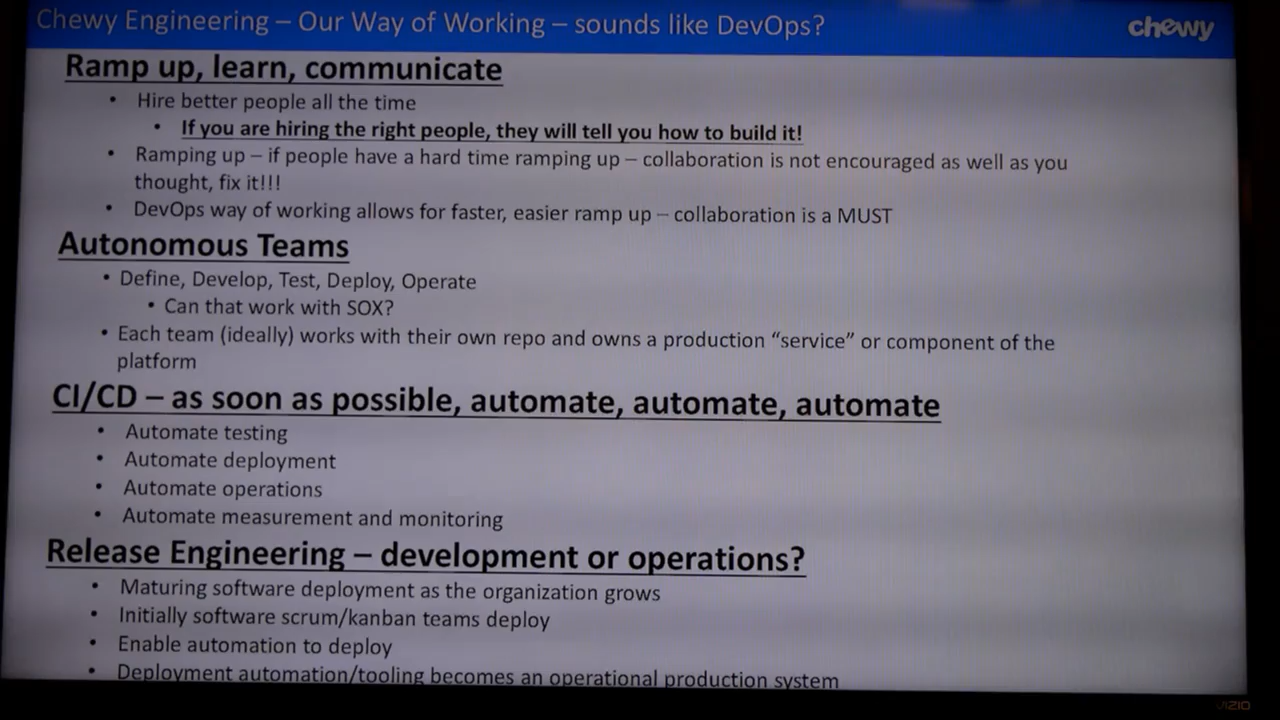 Chewy Engineering – Our Way of Working – sounds like DevOps?
chewy
Ramp up, learn, communicate
• Hire better people all the time
• If you are hiring the right people, they will tell you how to build it!
• Ramping up – if people have a hard time ramping up – collaboration is not encouraged as well as you
thought, fix it!!!
• DevOps way of working allows for faster, easier ramp up – collaboration is a MUST
Autonomous Teams
• Define, Develop, Test, Deploy, Operate
• Can that work with SOX?
• Each team (ideally) works with their own repo and owns a production “service” or component of the
platform
CI/CD – as soon as possible, automate, automate, automate
• Automate testing
• Automate deployment
• Automate operations
• Automate measurement and monitoring
Release Engineering – development or operations?
• Maturing software deployment as the organization grows
• Initially software scrum/kanban teams deploy
• Enable automation to deploy
• Deployment automation/tooling becomes an operational production system
VIZIO